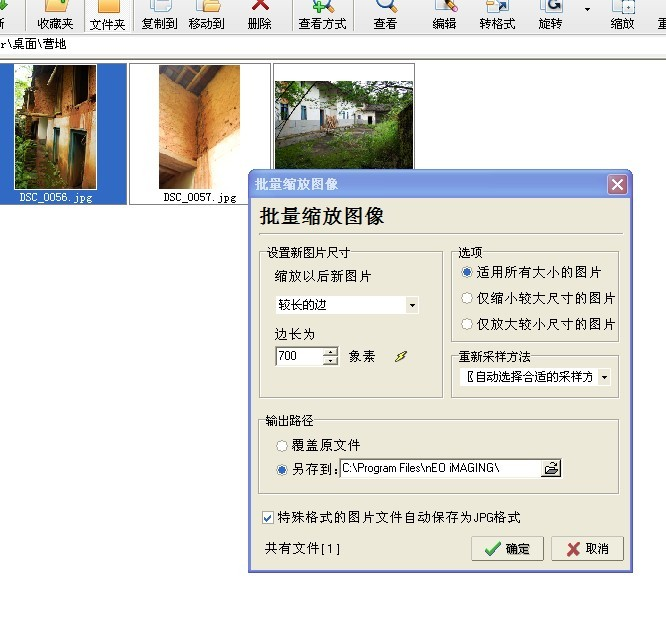 收藏夹 文件夹 复制到 移动到 删除 查看方式 查看 编辑 转格式 旋转 缩放
r\桌面\营地
DSC_0056.jpg
DSC_0057.jpg
批量缩放图像
批量缩放图像
设置新图片尺寸
缩放以后新图片
较长的边
边长为
700 象素
选项
适用所有大小的图片
仅缩小较大尺寸的图片
仅放大较小尺寸的图片
重新采样方法
〖自动选择合适的采样方
输出路径
覆盖原文件
另存到: C:\Program Files\nEO iMAGING\
特殊格式的图片文件自动保存为JPG格式
共有文件[1]
确定
取消